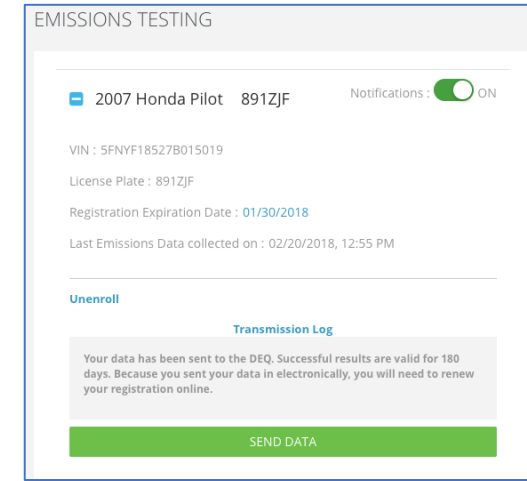 EMISSIONS TESTING
2007 Honda Pilot 891ZJF
Notifications : ON
VIN : 5FNYF18527B015019
License Plate : 891ZJF
Registration Expiration Date : 01/30/2018
Last Emissions Data collected on : 02/20/2018, 12:55 PM
Unenroll
Transmission Log
Your data has been sent to the DEQ. Successful results are valid for 180
days. Because you sent your data in electronically, you will need to renew
your registration online.
SEND DATA